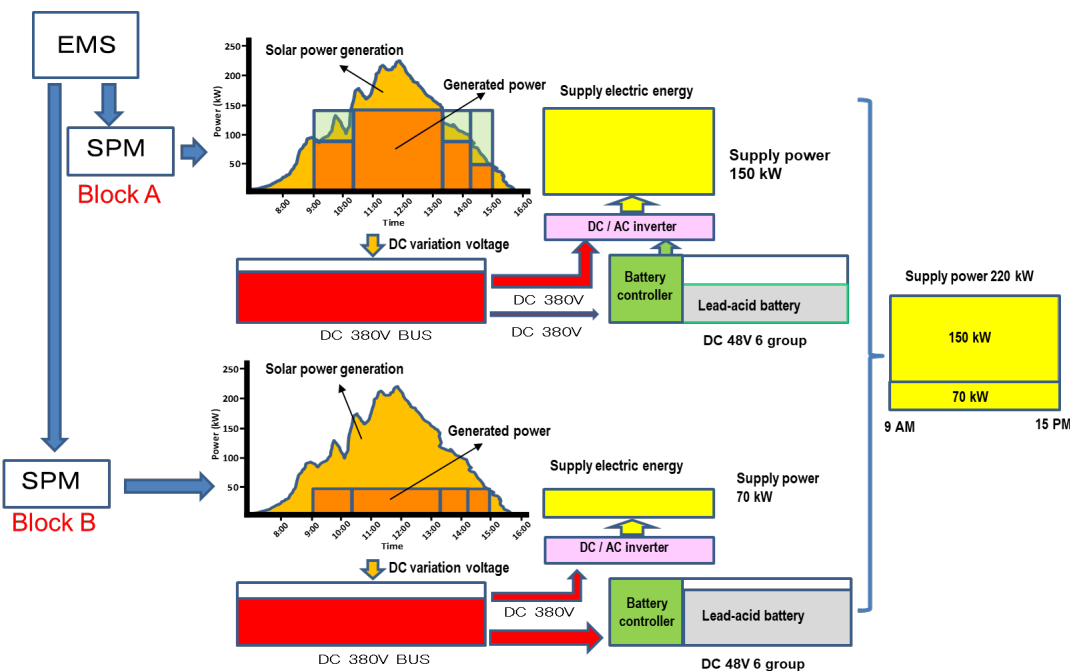 EMS
SPM
Block A
Solar power generation
Generated power
Power (kW)
250
200
150
100
50
8:00
9:00
10:00
11:00
12:00
13:00
14:00
15:00
16:00
Time
Supply electric energy
Supply power
150 kW
DC / AC inverter
DC variation voltage
DC 380V
DC 380V
DC 380V BUS
Battery
controller
Lead-acid battery
DC 48V 6 group
Supply power 220 kW
150 kW
70 kW
9 AM
15 PM
SPM
Block B
Solar power generation
Generated power
Power (kW)
250
200
150
100
50
8:00
9:00
10:00
11:00
12:00
13:00
14:00
15:00
16:00
Time
Supply electric energy
Supply power
70 kW
DC / AC inverter
DC variation voltage
DC 380V
DC 380V BUS
Battery
controller
Lead-acid battery
DC 48V 6 group